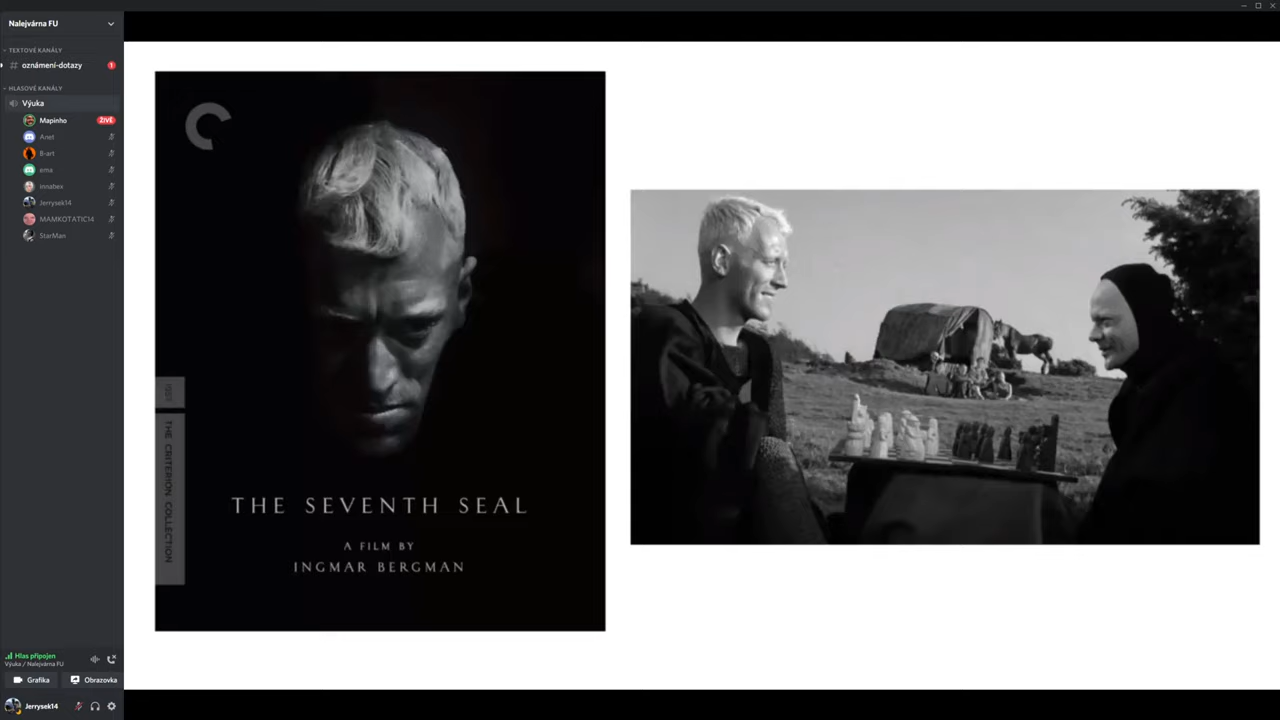 Nalejvárna FU
TEXTOVÉ KANÁLY
oznámení-dotazy
1
HLASOVÉ KANÁLY
Výuka
Mapinho
ŽIVĚ
Anet
B-art
ema
innabex
Jerrysek14
MAMKOTATIC14
StarMan
Hlas připojen
Výuka / Nalejvárna FU
Grafika
Obrazovka
Jerrysek14
THE CRITERION COLLECTION
THE SEVENTH SEAL
A FILM BY
INGMAR BERGMAN